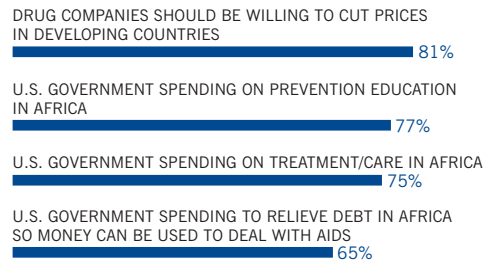 DRUG COMPANIES SHOULD BE WILLING TO CUT PRICES
IN DEVELOPING COUNTRIES
81%
U.S. GOVERNMENT SPENDING ON PREVENTION EDUCATION
IN AFRICA
77%
U.S. GOVERNMENT SPENDING ON TREATMENT/CARE IN AFRICA
75%
U.S. GOVERNMENT SPENDING TO RELIEVE DEBT IN AFRICA
SO MONEY CAN BE USED TO DEAL WITH AIDS
65%